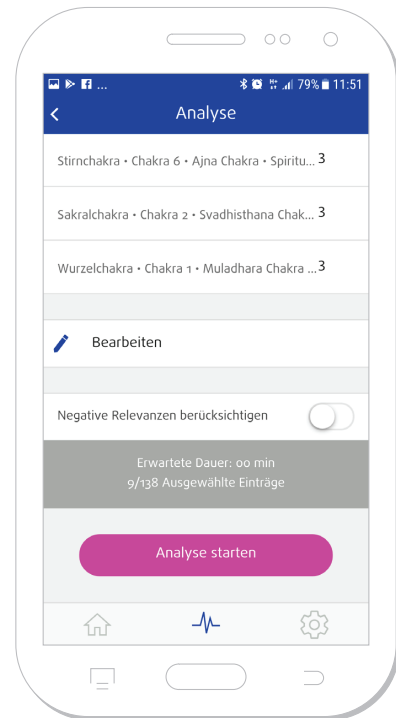 ... 79% 11:51
Analyse
Stirnchakra • Chakra 6 • Ajna Chakra • Spiritu... 3
Sakralchakra • Chakra 2 • Svadhisthana Chak... 3
Wurzelchakra • Chakra 1 • Muladhara Chakra ... 3
Bearbeiten
Negative Relevanzen berücksichtigen
Erwartete Dauer: 00 min
9/138 Ausgewählte Einträge
Analyse starten